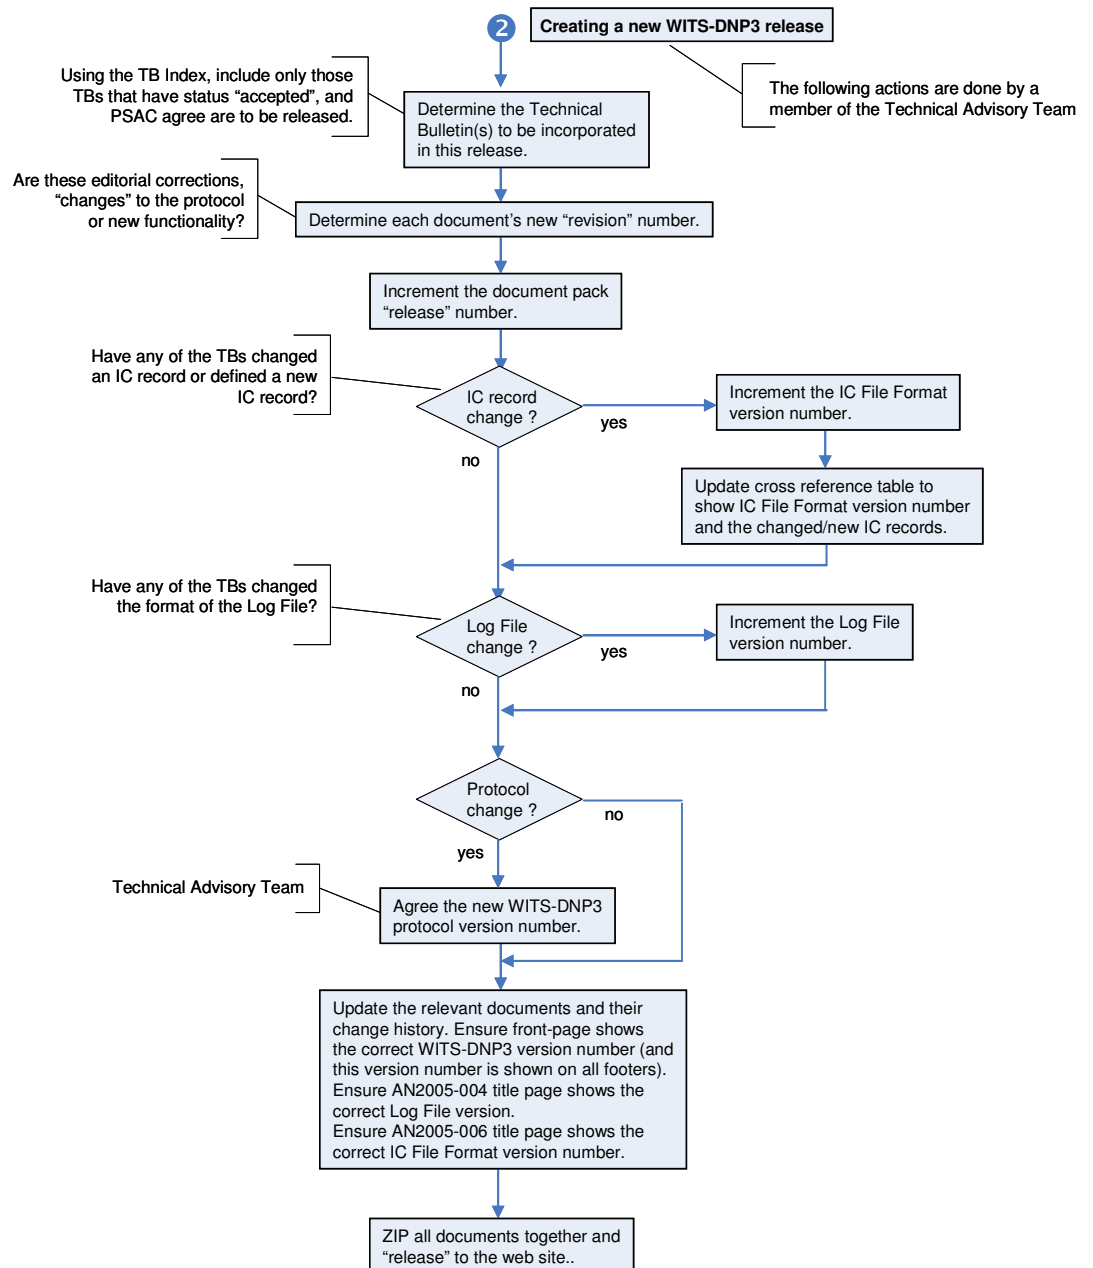 2
Creating a new WITS-DNP3 release
The following actions are done by a
member of the Technical Advisory Team
Using the TB Index, include only those
TBs that have status “accepted”, and
PSAC agree are to be released.
Determine the Technical
Bulletin(s) to be incorporated
in this release.
Are these editorial corrections,
“changes” to the protocol
or new functionality?
Determine each document’s new “revision” number.
Increment the document pack
“release” number.
Have any of the TBs changed
an IC record or defined a new
IC record?
IC record
change ?
yes
no
Increment the IC File Format
version number.
Update cross reference table to
show IC File Format version number
and the changed/new IC records.
Have any of the TBs changed
the format of the Log File?
Log File
change ?
yes
no
Increment the Log File
version number.
Protocol
change ?
no
yes
Technical Advisory Team
Agree the new WITS-DNP3
protocol version number.
Update the relevant documents and their
change history. Ensure front-page shows
the correct WITS-DNP3 version number (and
this version number is shown on all footers).
Ensure AN2005-004 title page shows the
correct Log File version.
Ensure AN2005-006 title page shows the
correct IC File Format version number.
ZIP all documents together and
“release” to the web site..